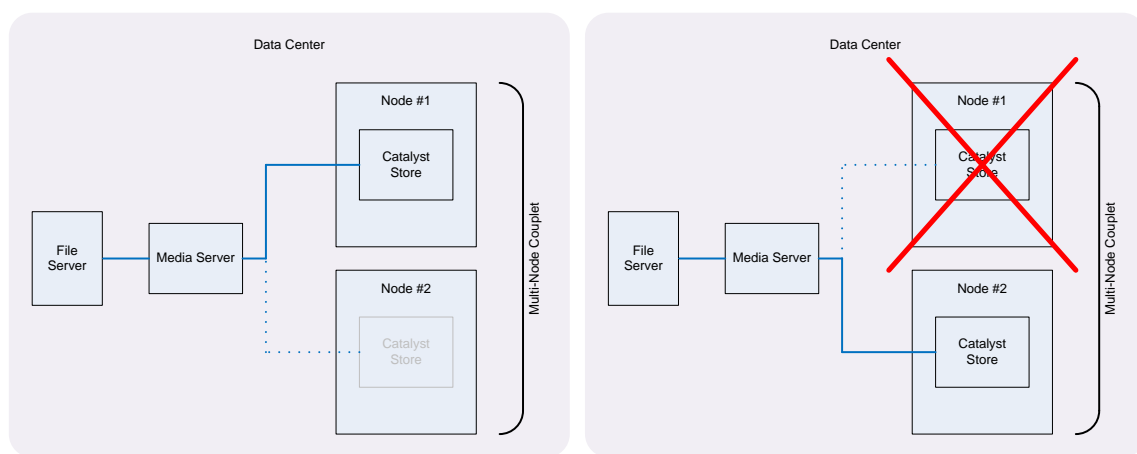 Data Center
Node #1
Catalyst
Store
File
Server
Media Server
Node #2
Catalyst
Store
Multi-Node Couplet
Data Center
Node #1
Catalyst
Store
File
Server
Media Server
Node #2
Catalyst
Store
Multi-Node Couplet